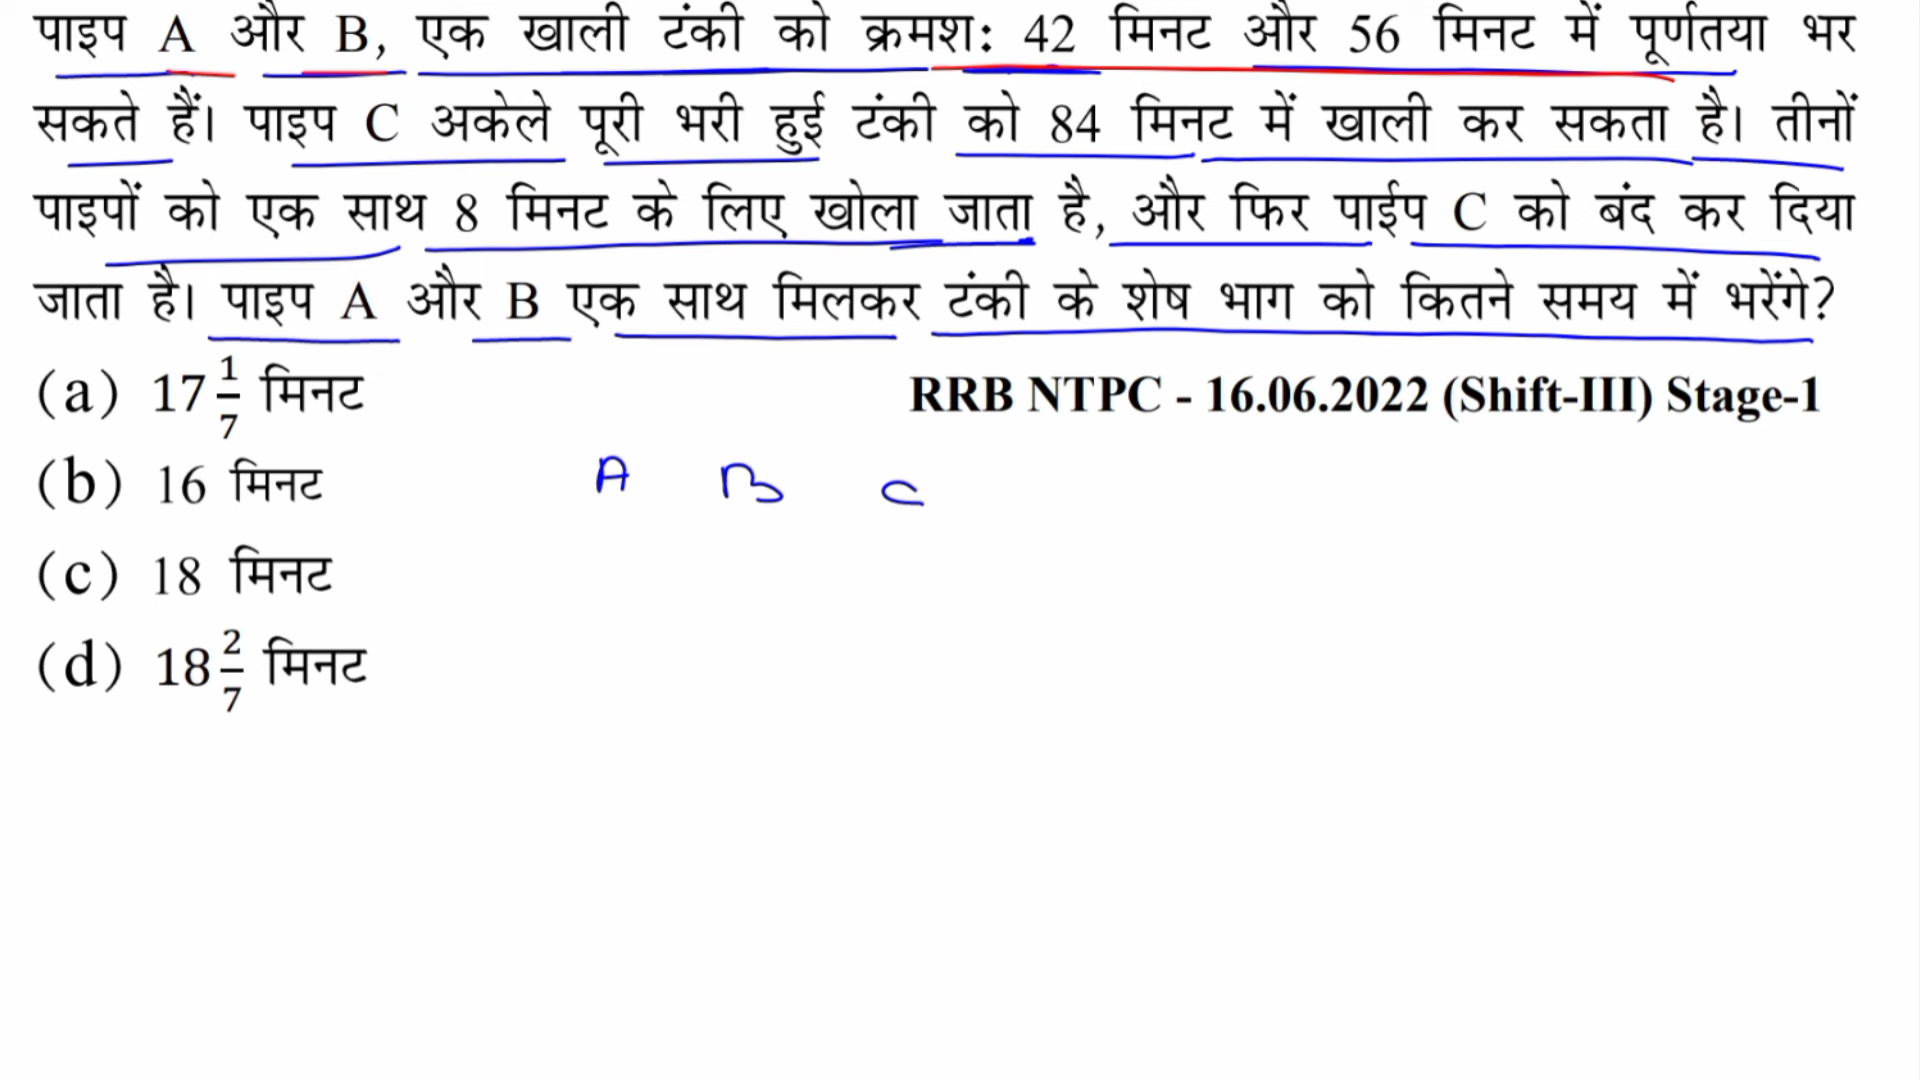 पाइप A और B, एक खाली टंकी को क्रमश: 42 मिनट और 56 मिनट में पूर्णतया भर
सकते हैं। पाइप C अकेले पूरी भरी हुई टंकी को 84 मिनट में खाली कर सकता है। तीनों
पाइपों को एक साथ 8 मिनट के लिए खोला जाता है, और फिर पाईप C को बंद कर दिया
जाता है। पाइप A और B एक साथ मिलकर टंकी के शेष भाग को कितने समय में भरेंगे?
(a) 17 1/7 मिनट
RRB NTPC - 16.06.2022 (Shift-III) Stage-1
(b) 16 मिनट
A B C
(c) 18 मिनट
(d) 18 2/7 मिनट